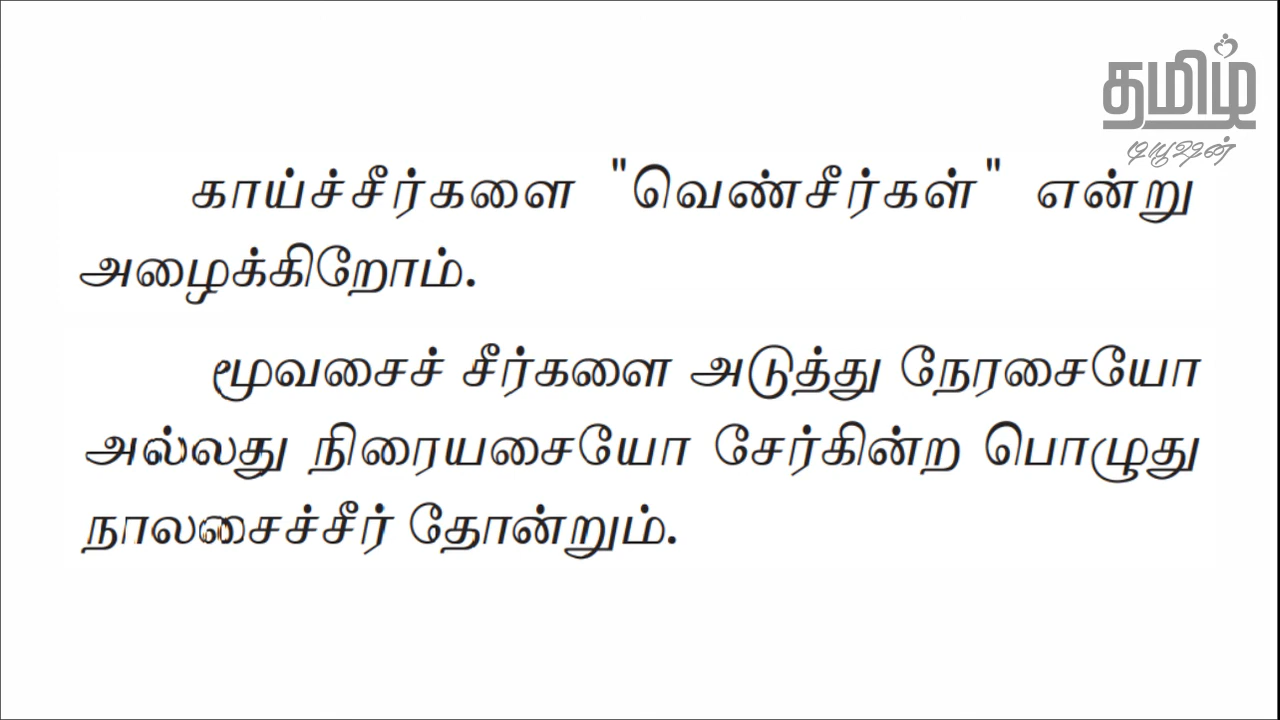 தமிழ்
டியூஷன்
காய்ச்சீர்களை "வெண்சீர்கள்" என்று
அழைக்கிறோம்.
மூவசைச் சீர்களை அடுத்து நேரசையோ
அல்லது நிரையசையோ சேர்கின்ற பொழுது
நாலசைச்சீர் தோன்றும்.